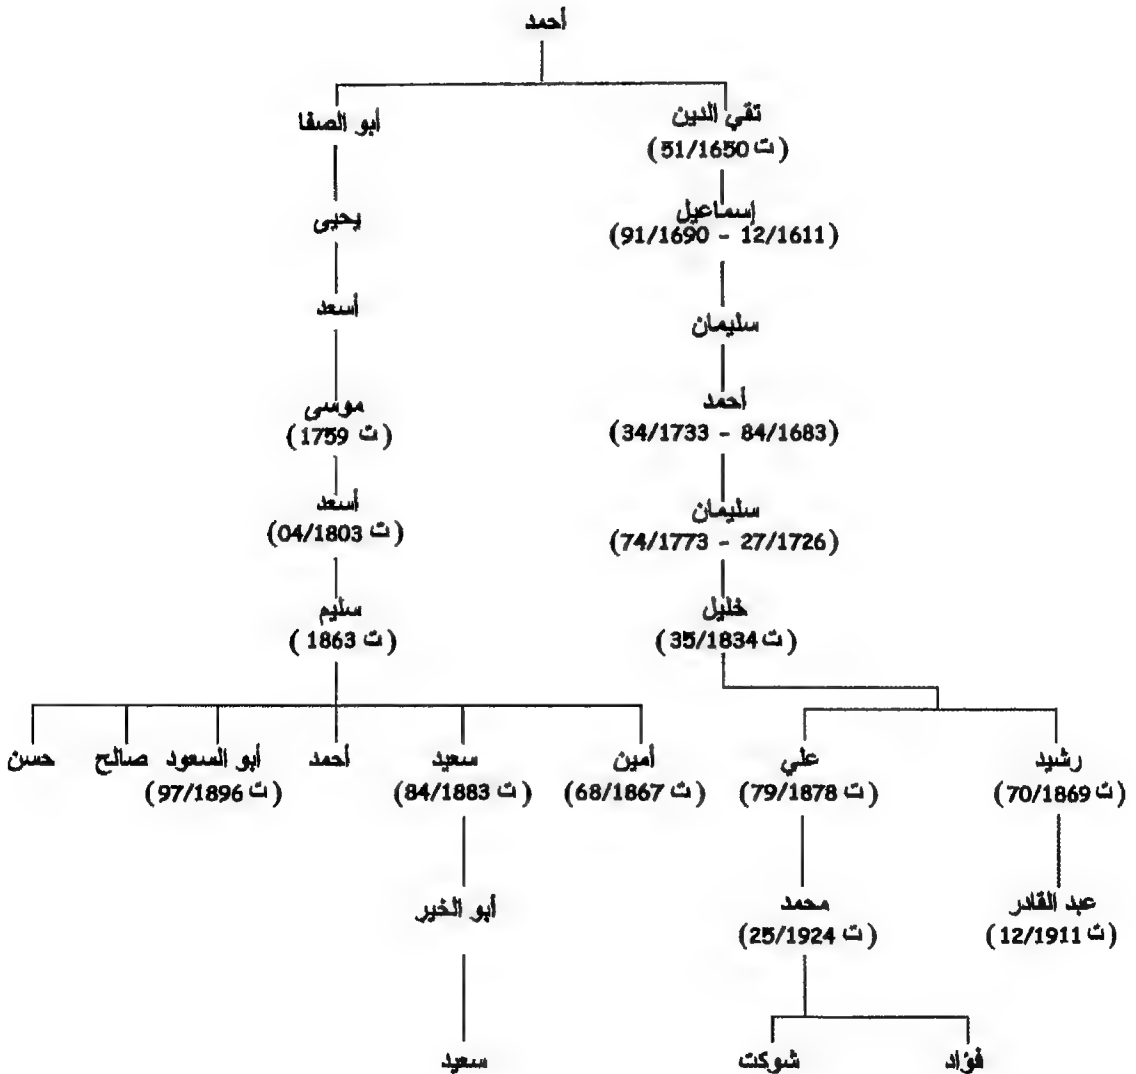 أحمد
تقي الدين
أبو الصفا
(ت 51/1650)
إسماعيل
يحيى
(91/1690 - 12/1611)
أسعد
سليمان
أحمد
موسى
(34/1733 - 84/1683)
(ت 1759)
أسعد
سليمان
(ت 04/1803)
(74/1773 - 27/1726)
خليل
سليم
(ت 35/1834)
(ت 1863)
رشيد
علي
أمين
سعيد
أحمد
أبو السعود
صالح
حسن
(ت 70/1869)
(ت 79/1878)
(ت 68/1867)
(ت 84/1883)
(ت 97/1896)
عبد القادر
محمد
أبو الخير
(ت 12/1911)
(ت 25/1924)
فؤاد
شوكت
سعيد